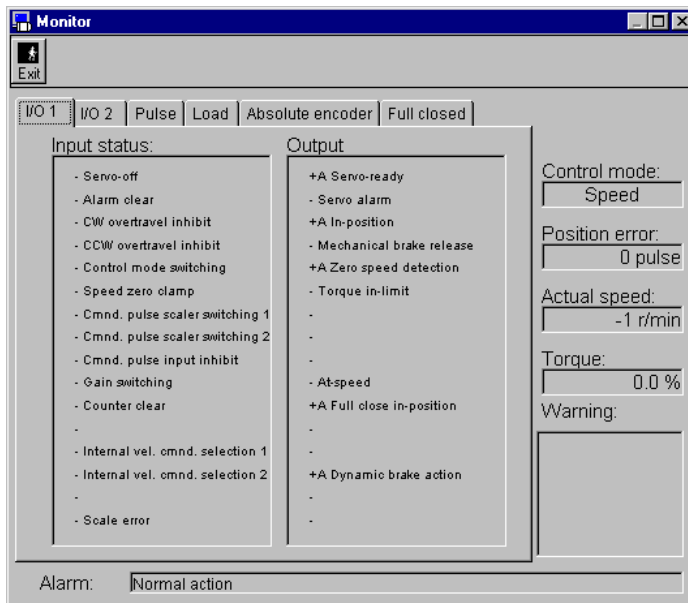 Monitor
Exit
I/O 1
I/O 2
Pulse
Load
Absolute encoder
Full closed
Input status:
- Servo-off
- Alarm clear
- CW overtravel inhibit
- CCW overtravel inhibit
- Control mode switching
- Speed zero clamp
- Cmnd. pulse scaler switching 1
- Cmnd. pulse scaler switching 2
- Cmnd. pulse input inhibit
- Gain switching
- Counter clear
-
- Internal vel. cmnd. selection 1
- Internal vel. cmnd. selection 2
-
- Scale error
Output
+A Servo-ready
- Servo alarm
+A In-position
- Mechanical brake release
+A Zero speed detection
- Torque in-limit
-
-
-
- At-speed
+A Full close in-position
-
-
+A Dynamic brake action
-
-
Control mode:
Speed
Position error:
0 pulse
Actual speed:
-1 r/min
Torque:
0.0 %
Warning:
Alarm:
Normal action